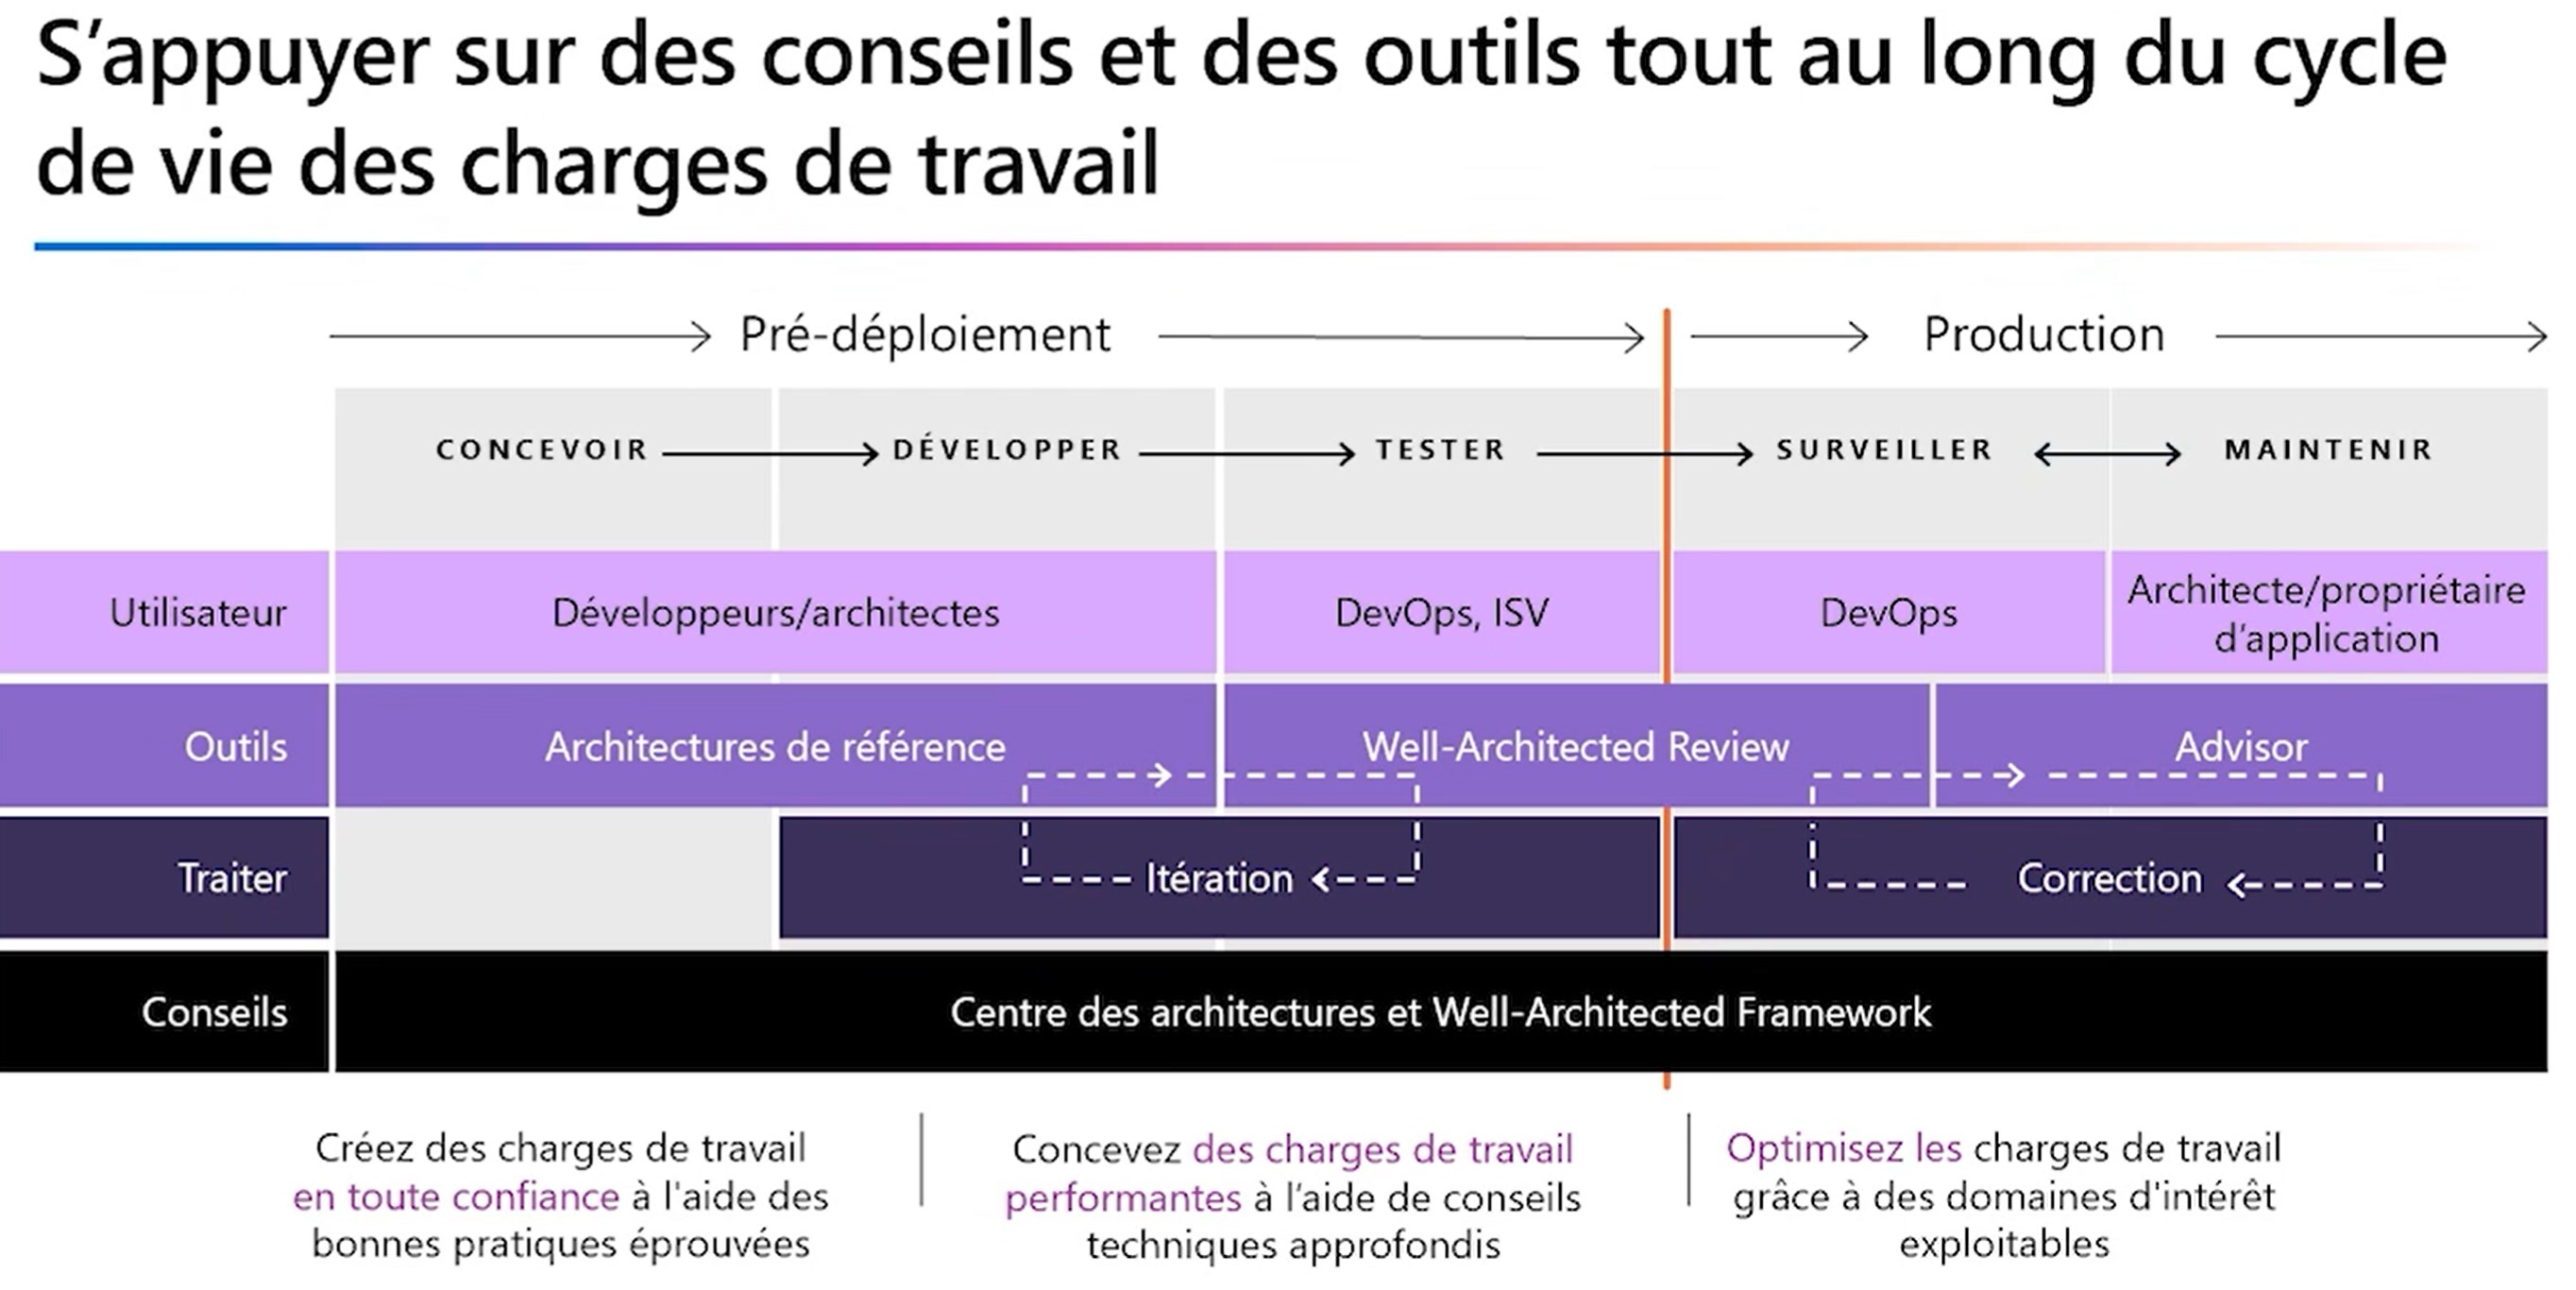 S’appuyer sur des conseils et des outils tout au long du cycle
de vie des charges de travail
Pré-déploiement
Production
CONCEVOIR
DÉVELOPPER
TESTER
SURVEILLER
MAINTENIR
Utilisateur
Développeurs/architectes
DevOps, ISV
DevOps
Architecte/propriétaire
d’application
Outils
Architectures de référence
Well-Architected Review
Advisor
Traiter
Itération
Correction
Conseils
Centre des architectures et Well-Architected Framework
Créez des charges de travail
en toute confiance à l'aide des
bonnes pratiques éprouvées
Concevez des charges de travail
performantes à l’aide de conseils
techniques approfondis
Optimisez les charges de travail
grâce à des domaines d'intérêt
exploitables